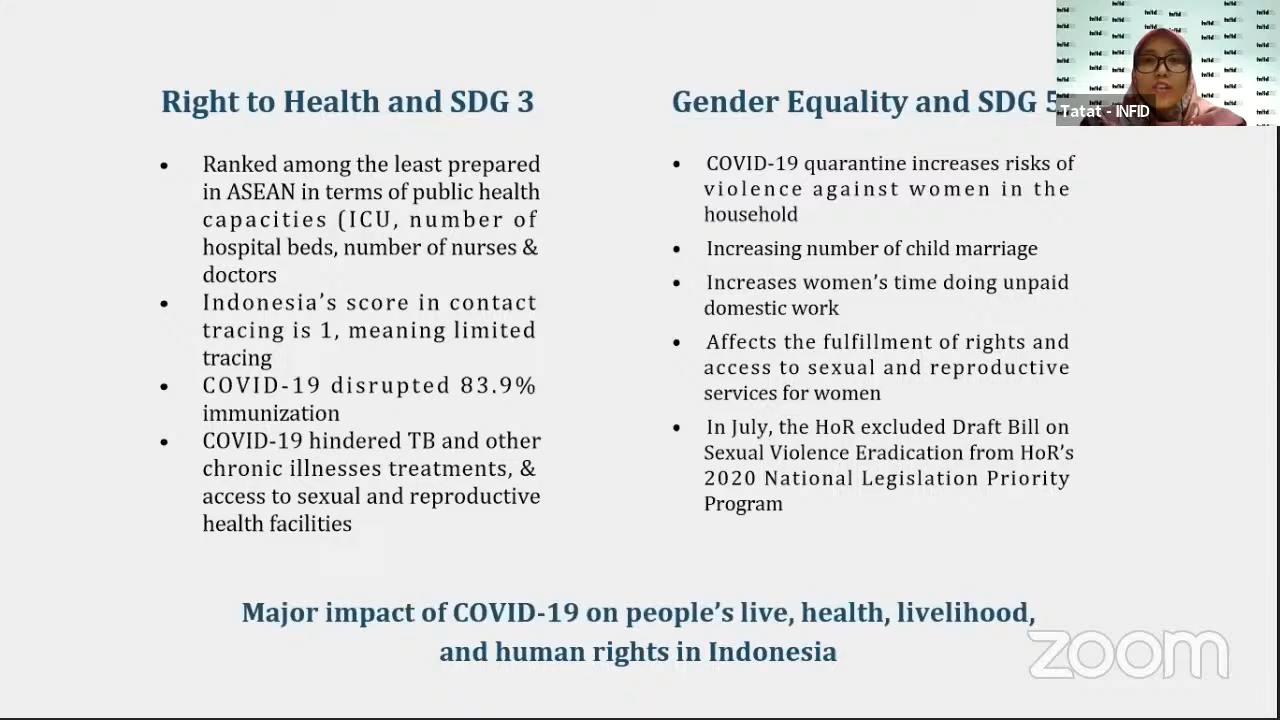 Right to Health and SDG 3
• Ranked among the least prepared
in ASEAN in terms of public health
capacities (ICU, number of
hospital beds, number of nurses &
doctors
• Indonesia's score in contact
tracing is 1, meaning limited
tracing
• COVID-19 disrupted 83.9%
immunization
• COVID-19 hindered TB and other
chronic illnesses treatments, &
access to sexual and reproductive
health facilities
Gender Equality and SDG 5
• COVID-19 quarantine increases risks of
violence against women in the
household
• Increasing number of child marriage
• Increases women's time doing unpaid
domestic work
• Affects the fulfillment of rights and
access to sexual and reproductive
services for women
• In July, the HoR excluded Draft Bill on
Sexual Violence Eradication from HoR's
2020 National Legislation Priority
Program
Tatat - INFID
Major impact of COVID-19 on people's live, health, livelihood,
and human rights in Indonesia
zoom